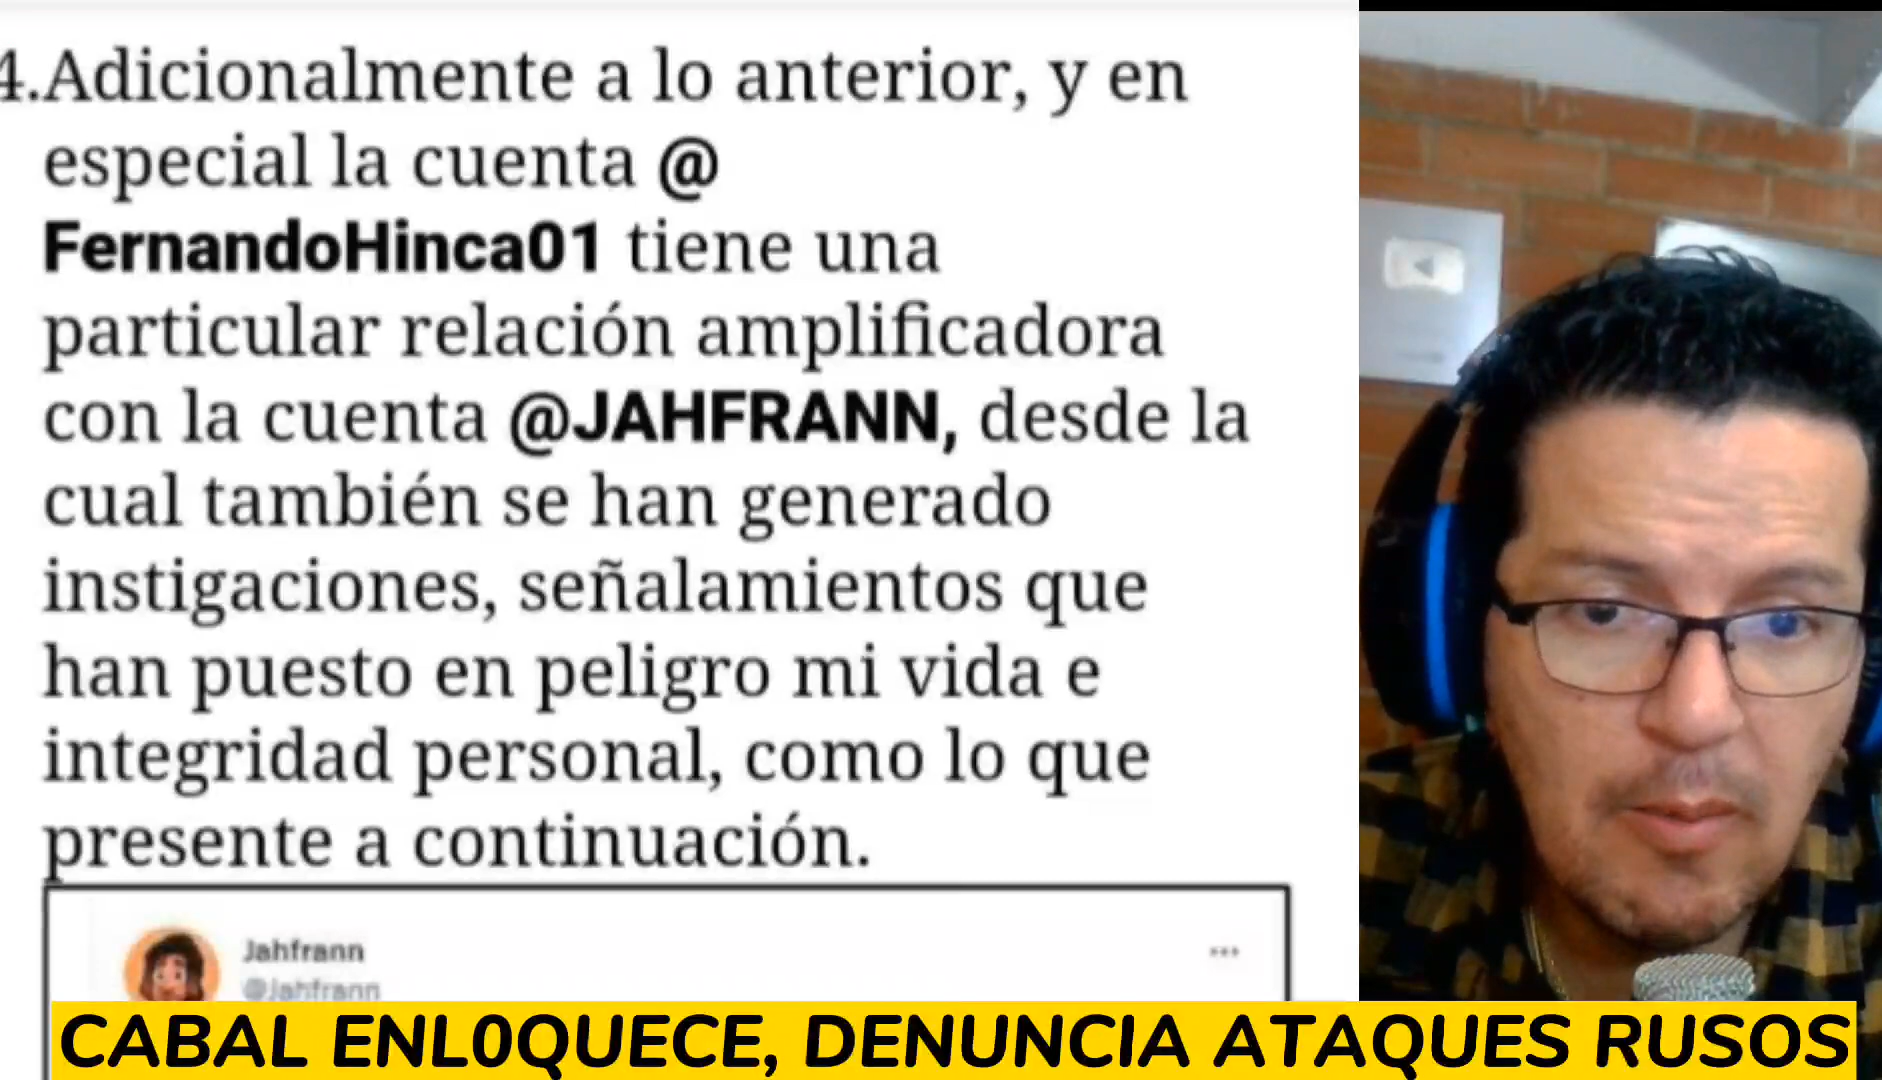 4.Adicionalmente a lo anterior, y en
especial la cuenta @
FernandoHinca01 tiene una
particular relación amplificadora
con la cuenta @JAHFRANN, desde la
cual también se han generado
instigaciones, señalamientos que
han puesto en peligro mi vida e
integridad personal, como lo que
presente a continuación.
Jahfrann
@Jahfrann
CABAL ENL0QUECE, DENUNCIA ATAQUES RUSOS